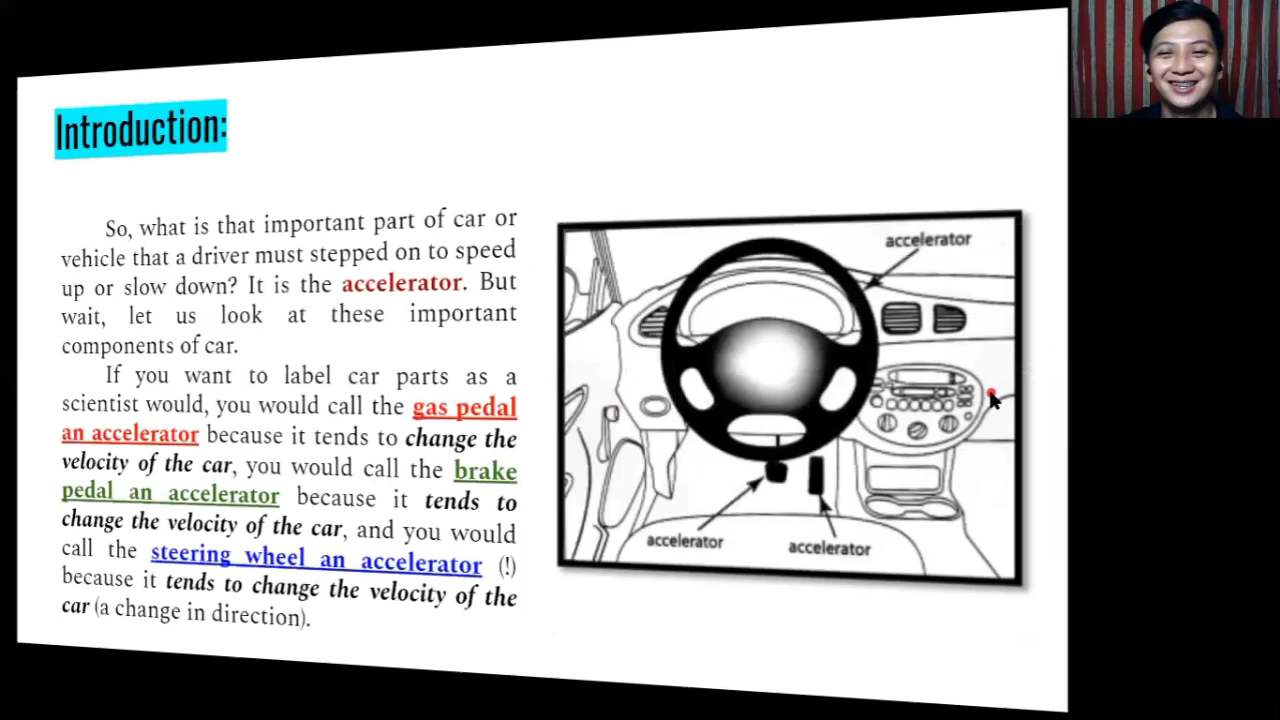 Introduction:
So, what is that important part of car or
vehicle that a driver must stepped on to speed
up or slow down? It is the accelerator. But
wait, let us look at these important
components of car.
If you want to label car parts as a
scientist would, you would call the gas pedal
an accelerator because it tends to change the
velocity of the car, you would call the brake
pedal an accelerator because it tends to
change the velocity of the car, and you would
call the steering wheel an accelerator (!)
because it tends to change the velocity of the
car (a change in direction).
accelerator
accelerator
accelerator